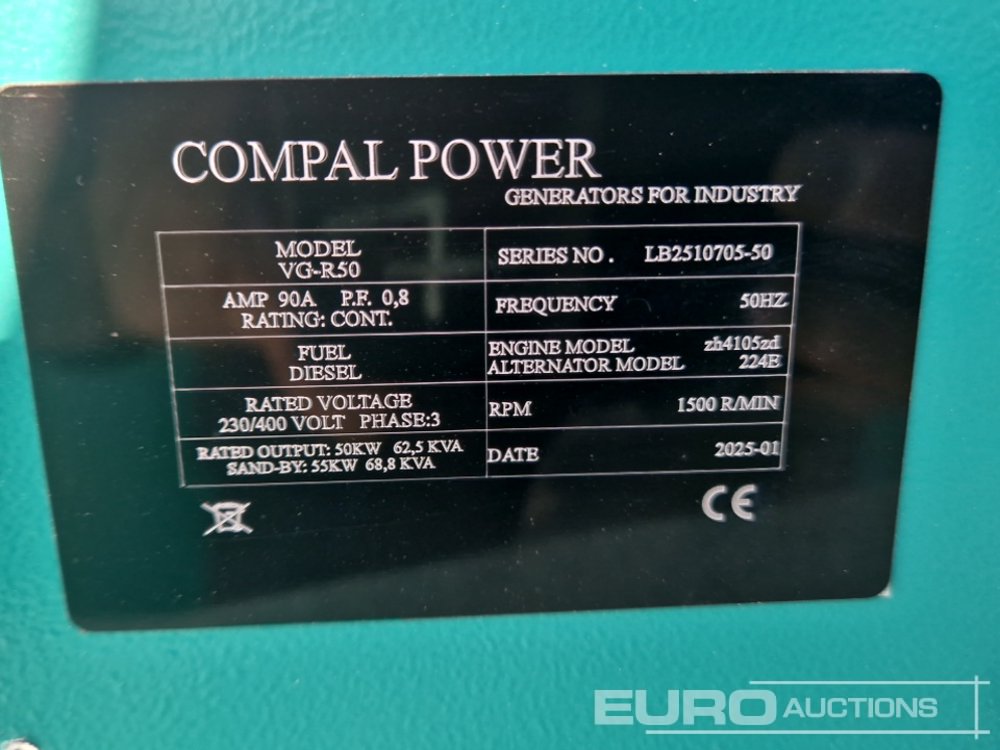 COMPAL POWER
GENERATORS FOR INDUSTRY
MODEL
VG-R50
SERIES NO . LB2510705-50
AMP 90A P.F. 0,8
RATING: CONT.
FREQUENCY 50HZ
FUEL
DIESEL
ENGINE MODEL zh4105zd
ALTERNATOR MODEL 224E
RATED VOLTAGE
230/400 VOLT PHASE:3
RPM 1500 R/MIN
RATED OUTPUT: 50KW 62,5 KVA
SAND-BY: 55KW 68,8 KVA
DATE 2025-01
CE
EURO AUCTIONS